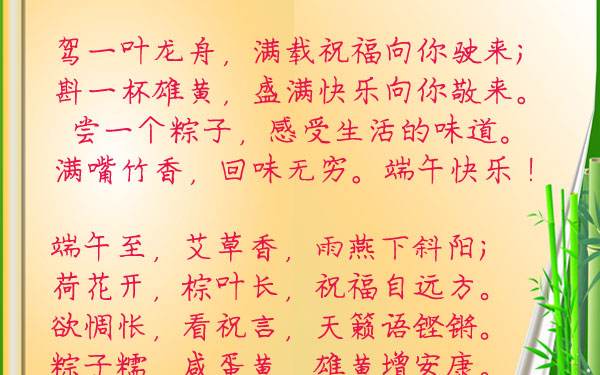 驾一叶龙舟，满载祝福向你驶来；
斟一杯雄黄，盛满快乐向你敬来。
尝一个粽子，感受生活的味道。
满嘴竹香，回味无穷。端午快乐！
端午至，艾草香，雨燕下斜阳；
荷花开，棕叶长，祝福自远方。
欲惆怅，看祝言，天籁语铿锵。
粽子糯，咸蛋黄，雄黄增安康。